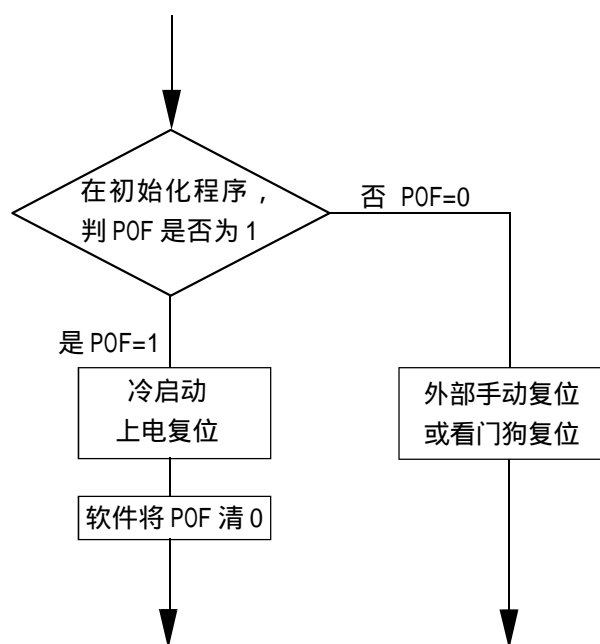 在初始化程序，
判 POF 是否为 1
否 POF=0
是 POF=1
冷启动
上电复位
外部手动复位
或看门狗复位
软件将 POF 清 0